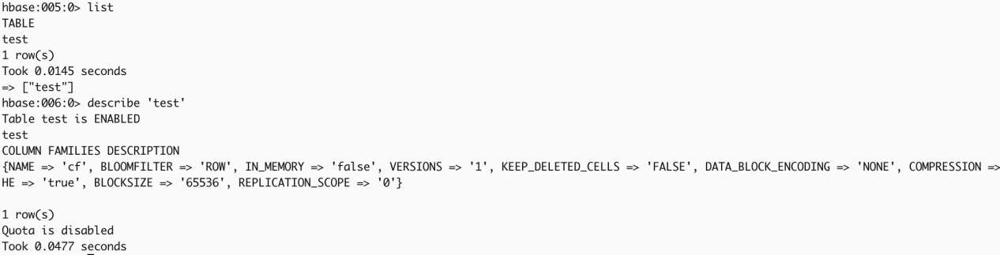 hbase:005:0> list
TABLE
test
1 row(s)
Took 0.0145 seconds
=> ["test"]
hbase:006:0> describe 'test'
Table test is ENABLED
test
COLUMN FAMILIES DESCRIPTION
{NAME => 'cf', BLOOMFILTER => 'ROW', IN_MEMORY => 'false', VERSIONS => '1', KEEP_DELETED_CELLS => 'FALSE', DATA_BLOCK_ENCODING => 'NONE', COMPRESSION =>
HE => 'true', BLOCKSIZE => '65536', REPLICATION_SCOPE => '0'}
1 row(s)
Quota is disabled
Took 0.0477 seconds